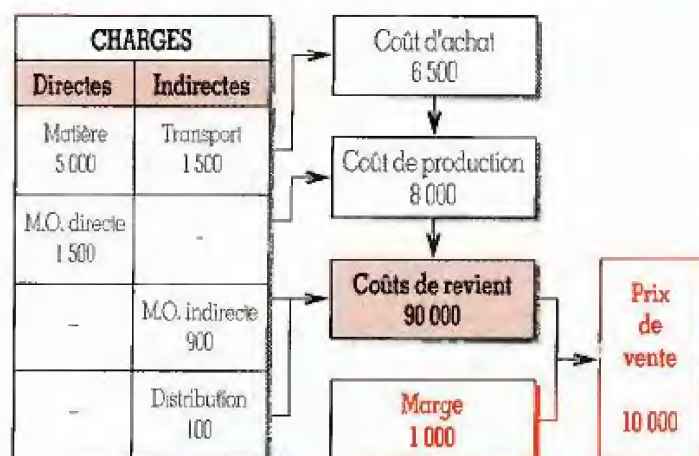 CHARGES
Directes Indirectes
Matière
5 000
Transport
1 500
M.O. directe
1 500
-
-
M.O. indirecte
900
-
Distribution
100
Coût d'achat
6 500
Coût de production
8 000
Coûts de revient
90 000
Marge
1 000
Prix
de
vente
10 000